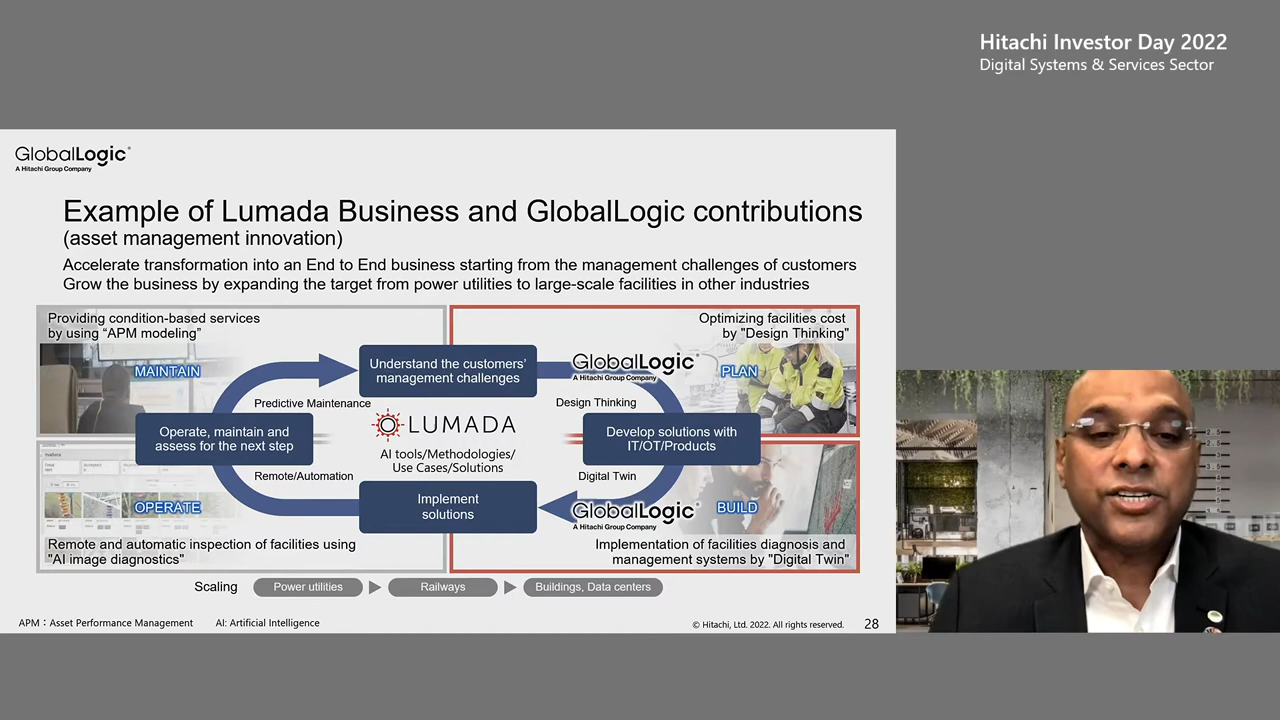 Hitachi Investor Day 2022
Digital Systems & Services Sector
GlobalLogic®
A Hitachi Group Company
Example of Lumada Business and GlobalLogic contributions
(asset management innovation)
Accelerate transformation into an End to End business starting from the management challenges of customers
Grow the business by expanding the target from power utilities to large-scale facilities in other industries
Providing condition-based services
by using “APM modeling”
Optimizing facilities cost
by "Design Thinking"
MAINTAIN
Understand the customers’
management challenges
GlobalLogic®
A Hitachi Group Company
PLAN
Predictive Maintenance
Design Thinking
Operate, maintain and
assess for the next step
LUMADA
AI tools/Methodologies/
Use Cases/Solutions
Develop solutions with
IT/OT/Products
Remote/Automation
Digital Twin
OPERATE
Implement
solutions
GlobalLogic®
A Hitachi Group Company
BUILD
Remote and automatic inspection of facilities using
"AI image diagnostics"
Implementation of facilities diagnosis and
management systems by "Digital Twin"
Scaling
Power utilities
Railways
Buildings, Data centers
APM：Asset Performance Management
AI: Artificial Intelligence
© Hitachi, Ltd. 2022. All rights reserved.
28